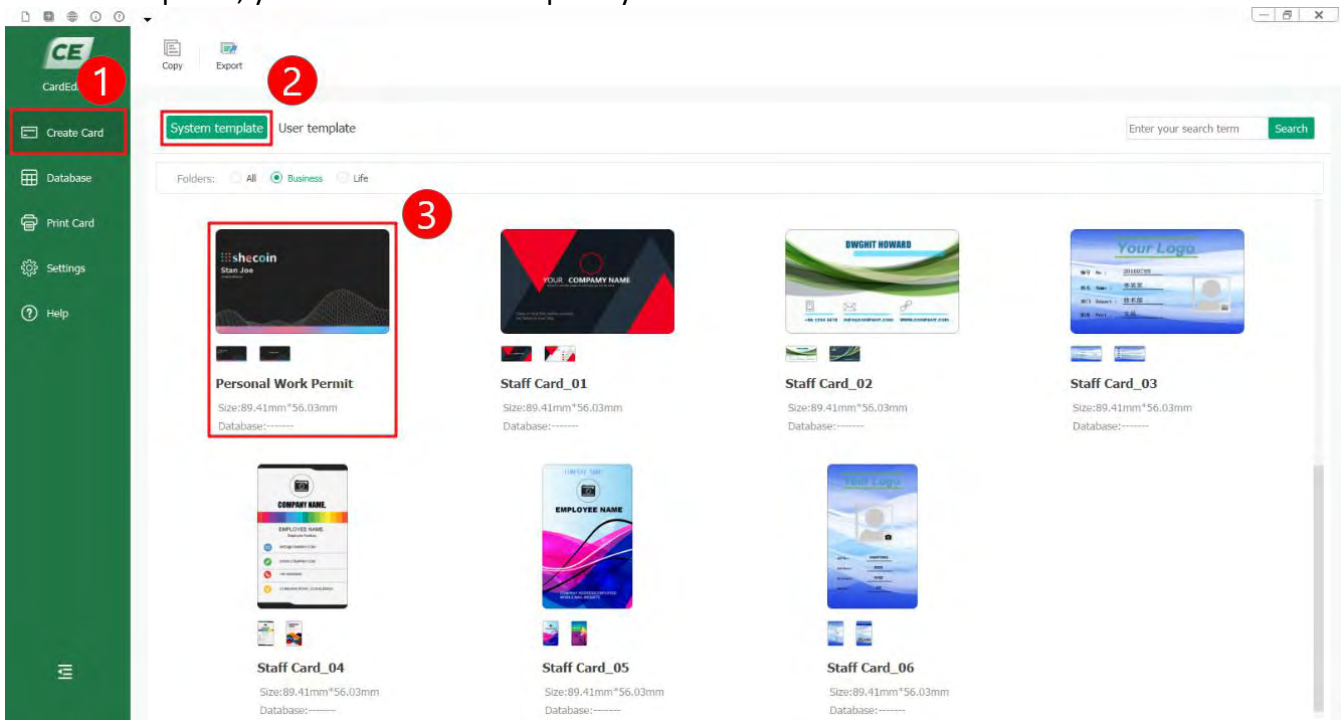 CE
Copy Export
CardEd
1
2
Create Card
System template User template
Enter your search term Search
Database
Folders: All Business Life
3
Print Card
Settings
Help
shecoin
Stan Joe
YOUR COMPAMY NAME
DWGHIT HOWARD
Your Logo
Personal Work Permit
Size:89.41mm*56.03mm
Database:-------
Staff Card_01
Size:89.41mm*56.03mm
Database:-------
Staff Card_02
Size:89.41mm*56.03mm
Database:-------
Staff Card_03
Size:89.41mm*56.03mm
Database:-------
COMPANY NAME.
EMPLOYEE NAME.
EMPLOYEE NAME
Your Logo
Staff Card_04
Size:89.41mm*56.03mm
Database:-------
Staff Card_05
Size:89.41mm*56.03mm
Database:-------
Staff Card_06
Size:89.41mm*56.03mm
Database:-------